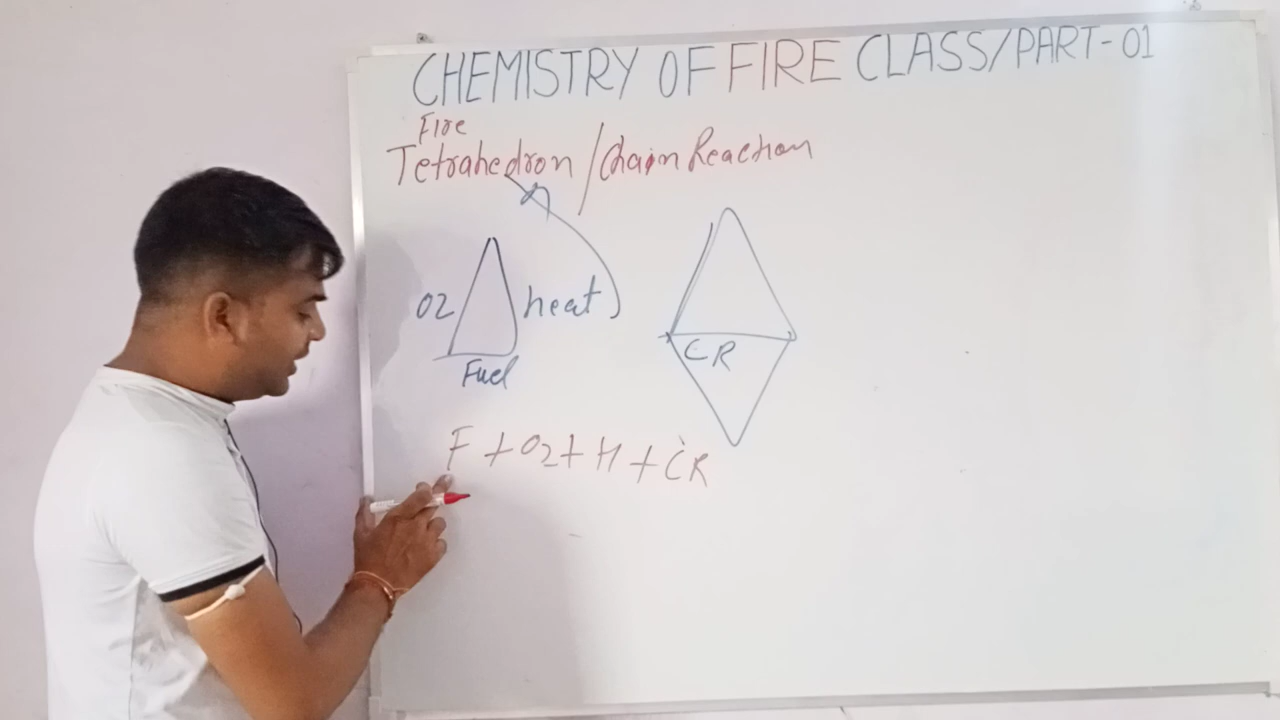 CHEMISTRY OF FIRE CLASS/PART-01
Fire
Tetrahedron/Chain Reaction
O2 heat
Fuel
CR
F + O2 + H + CR